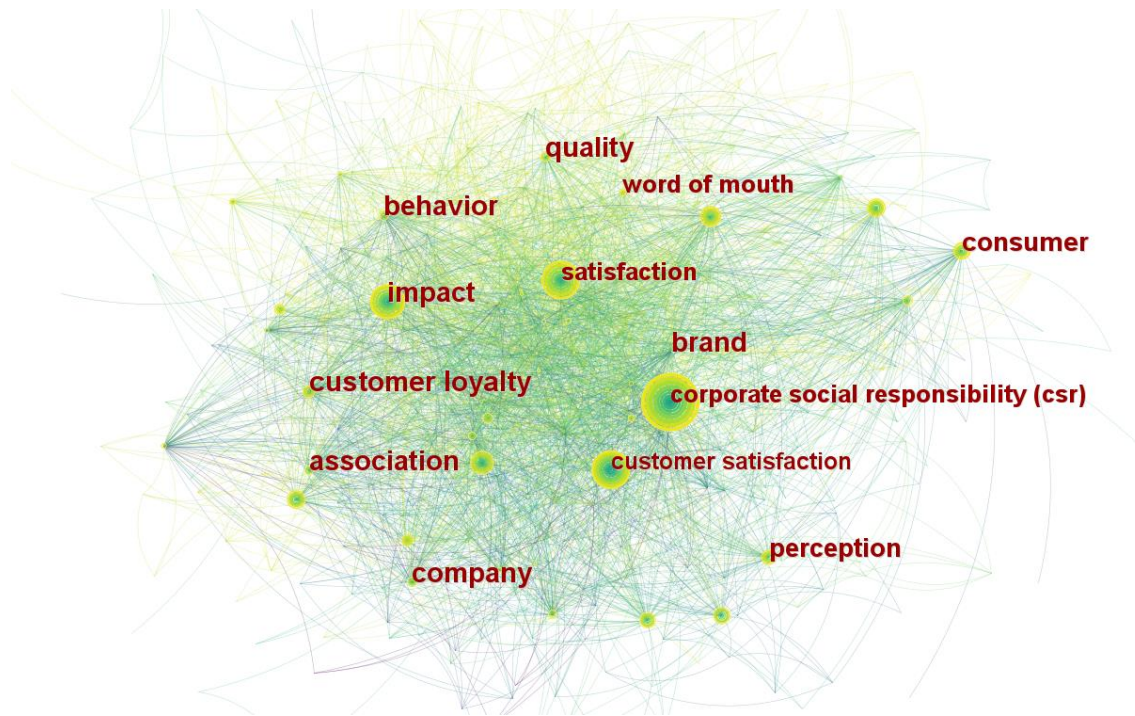 quality
word of mouth
behavior
consumer
satisfaction
impact
brand
customer loyalty
corporate social responsibility (csr)
association
customer satisfaction
perception
company